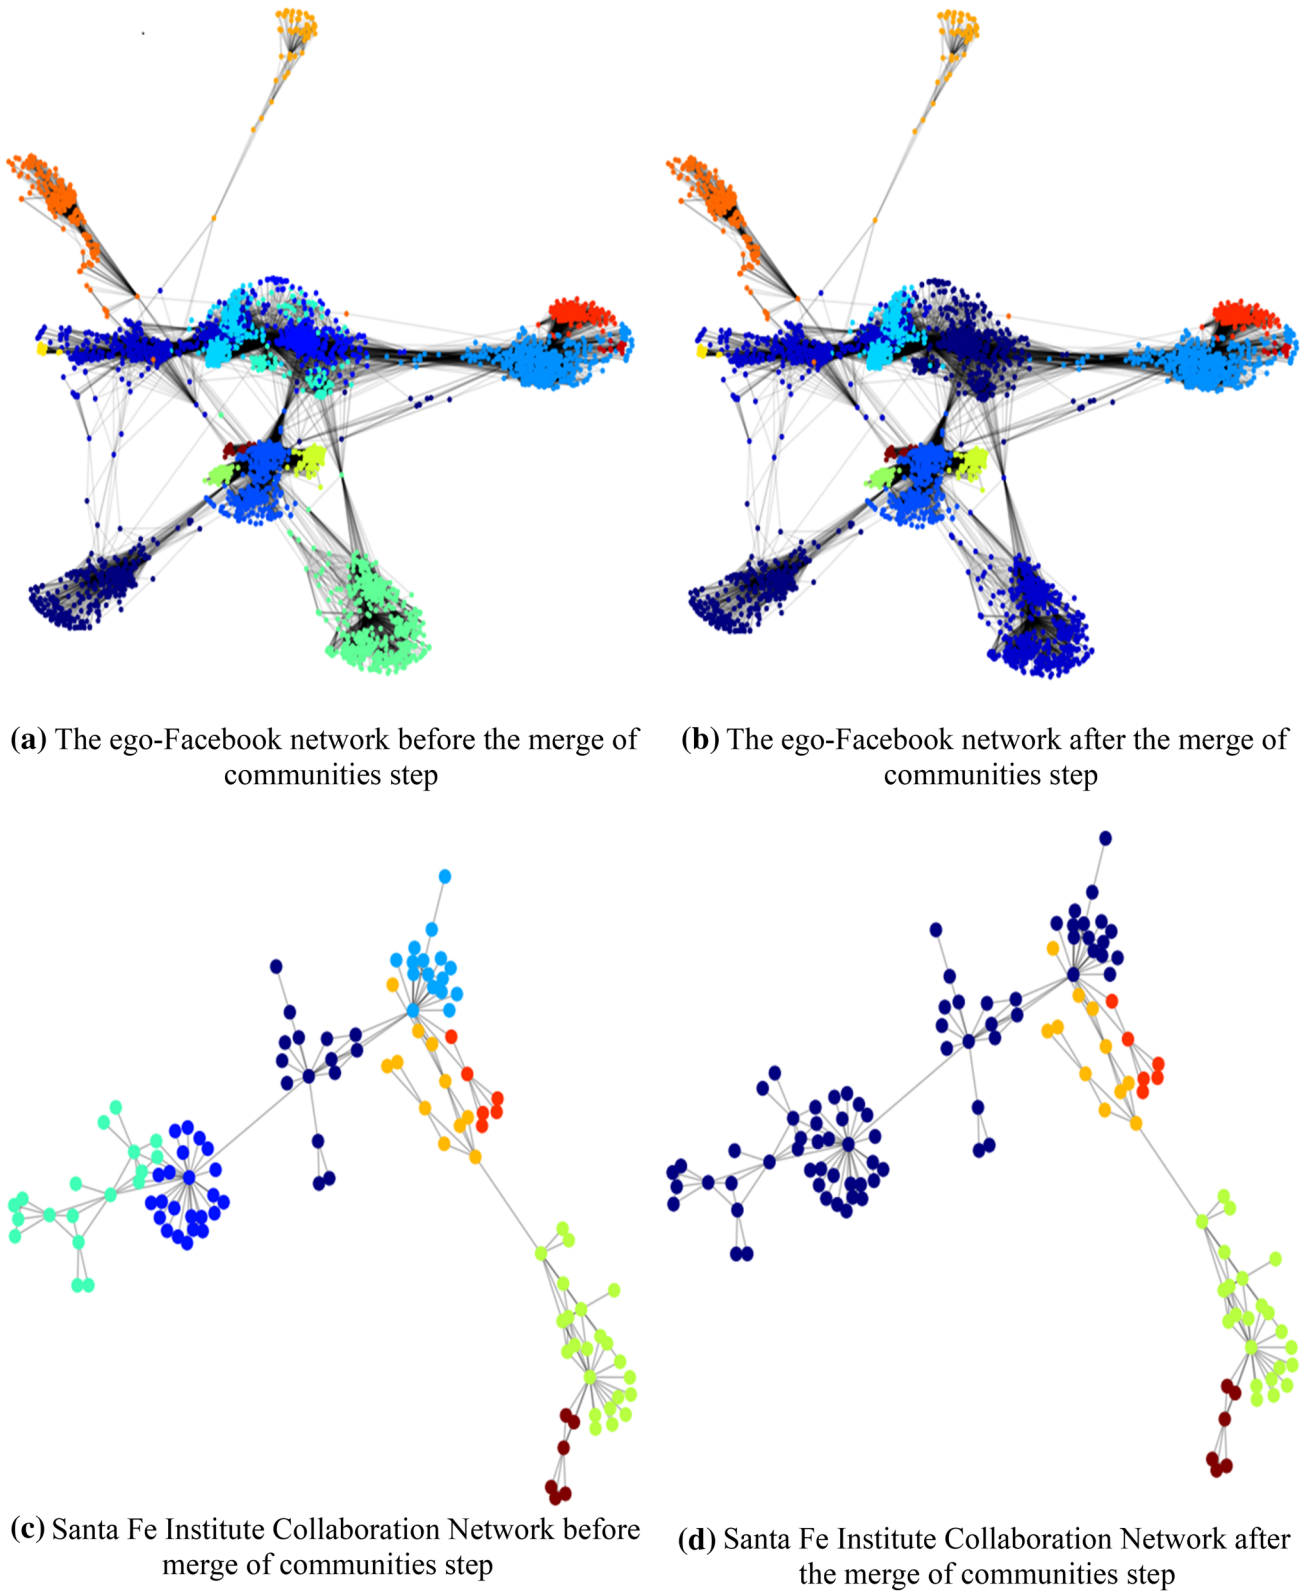 (a) The ego-Facebook network before the merge of
communities step
(b) The ego-Facebook network after the merge of
communities step
(c) Santa Fe Institute Collaboration Network before
merge of communities step
(d) Santa Fe Institute Collaboration Network after
the merge of communities step